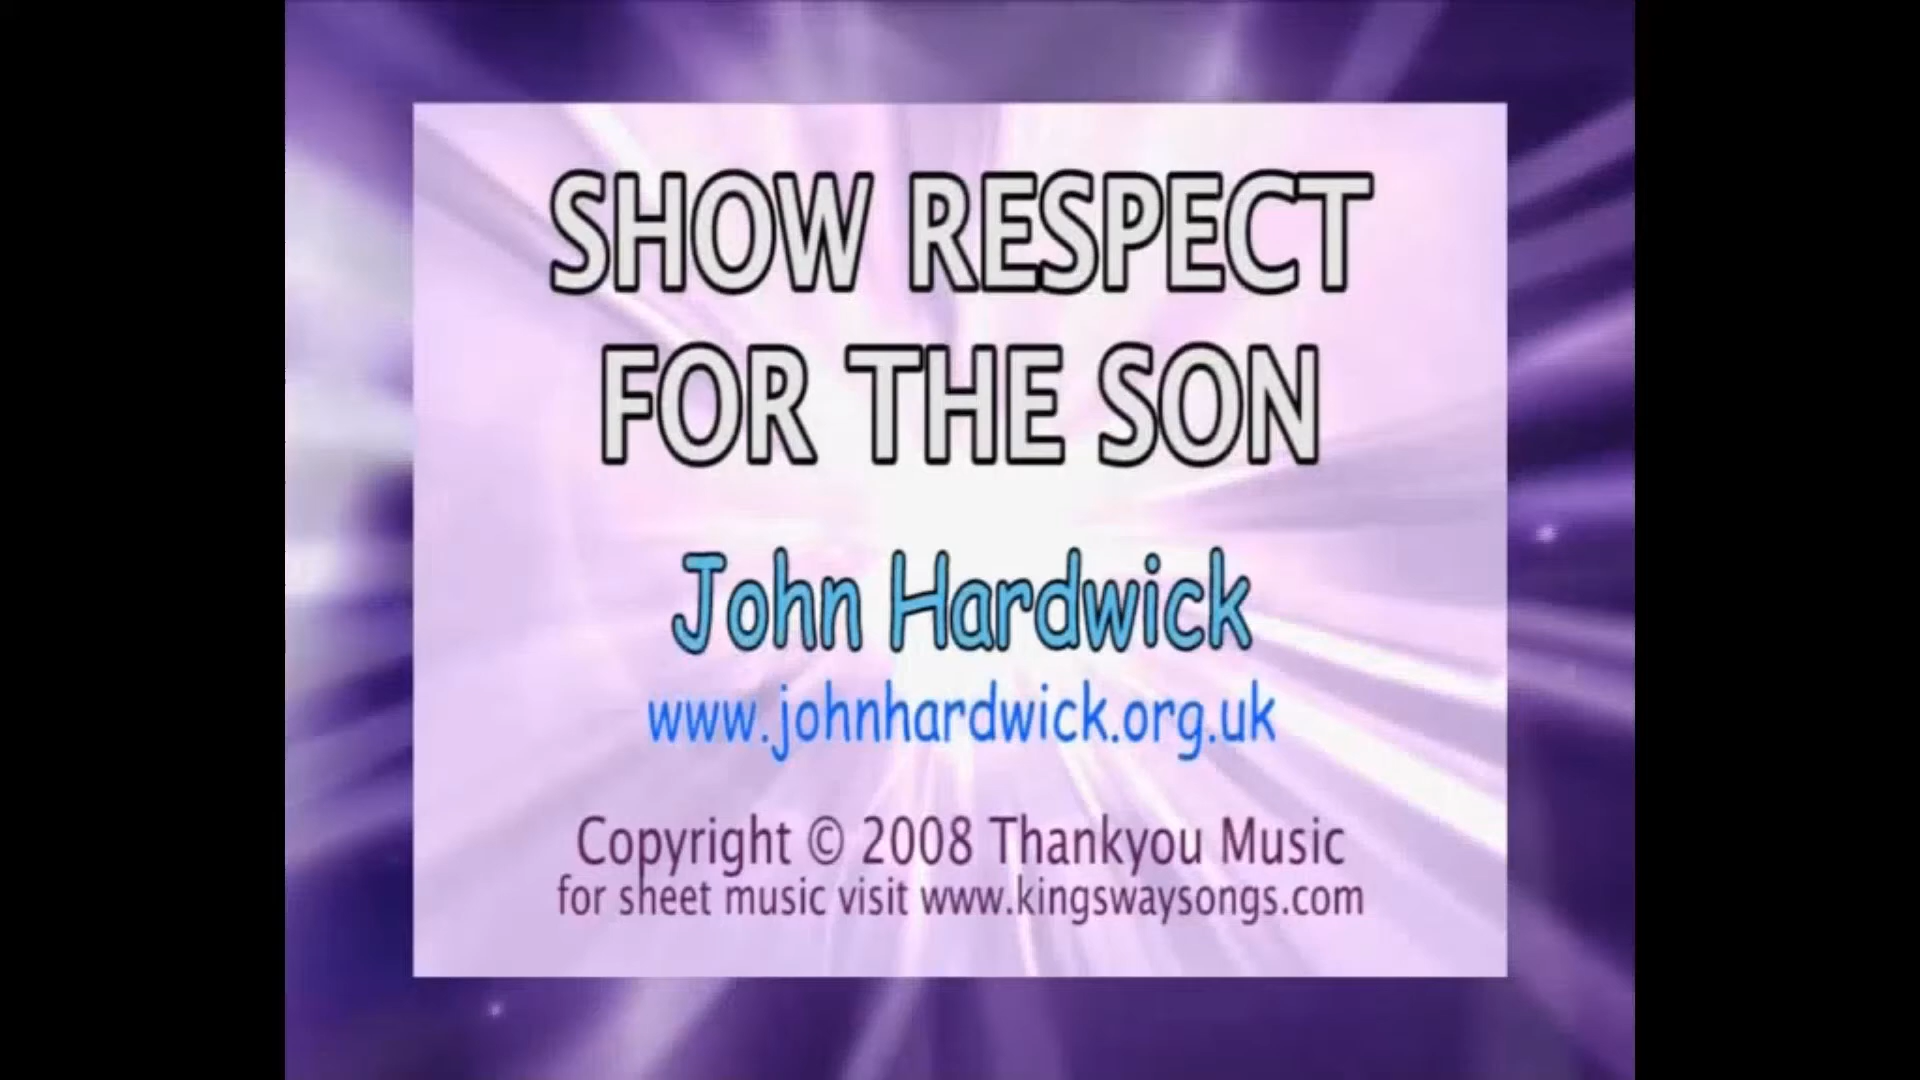 SHOW RESPECT
FOR THE SON
John Hardwick
www.johnhardwick.org.uk
Copyright © 2008 Thankyou Music
for sheet music visit www.kingswaysongs.com